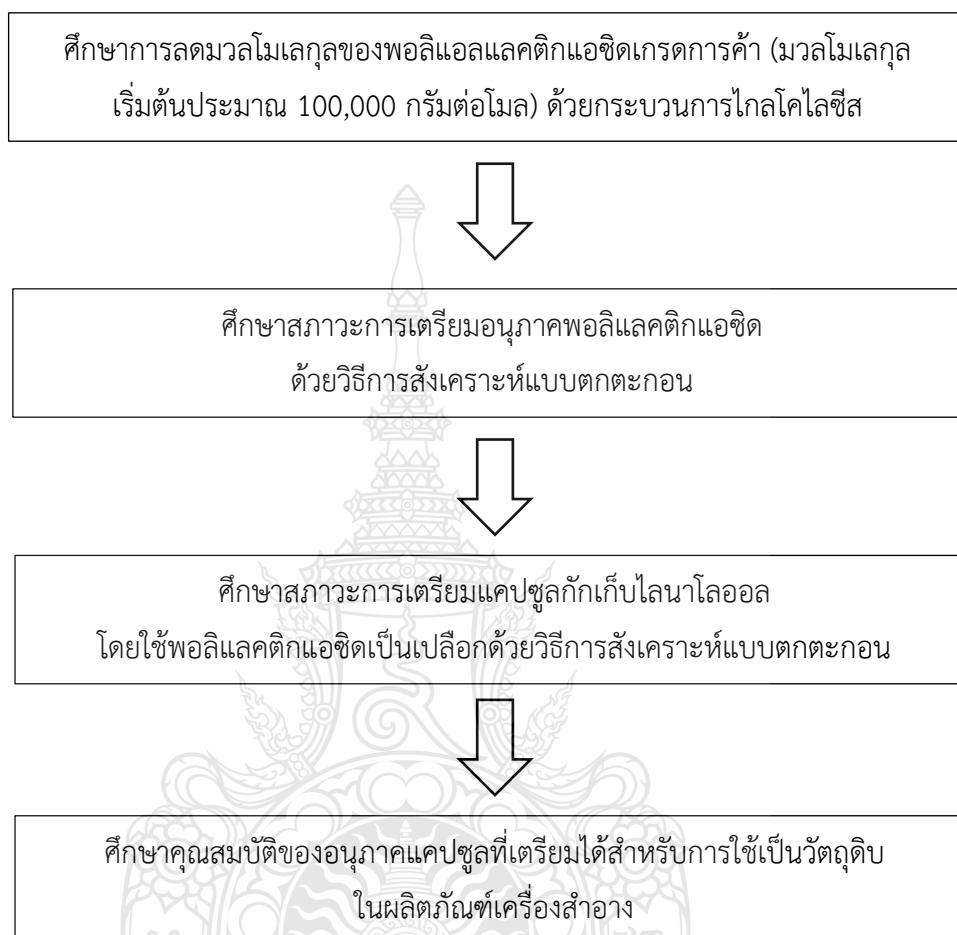 ศึกษาการลดมวลโมเลกุลของพอลิแอลแลคติกแอซิดเกรดการค้า (มวลโมเลกุล
เริ่มต้นประมาณ 100,000 กรัมต่อโมล) ด้วยกระบวนการไกลโคไลซีส
ศึกษาสภาวะการเตรียมอนุภาคพอลิแลคติกแอซิด
ด้วยวิธีการสังเคราะห์แบบตกตะกอน
ศึกษาสภาวะการเตรียมแคปซูลกักเก็บไลนาโลออล
โดยใช้พอลิแลคติกแอซิดเป็นเปลือกด้วยวิธีการสังเคราะห์แบบตกตะกอน
ศึกษาคุณสมบัติของอนุภาคแคปซูลที่เตรียมได้สำหรับการใช้เป็นวัตถุดิบ
ในผลิตภัณฑ์เครื่องสำอาง